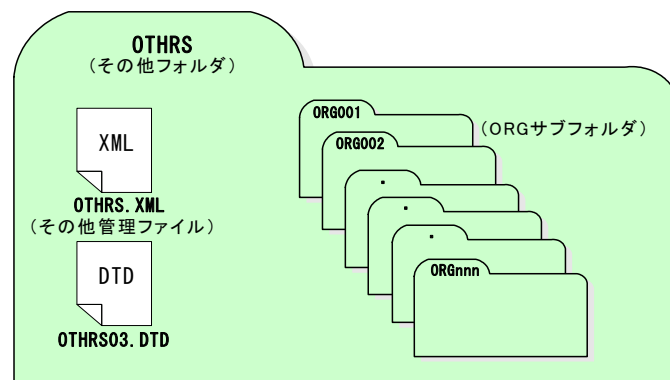 OTHRS
(その他フォルダ)
XML
OTHRS.XML
(その他管理ファイル)
DTD
OTHRS03.DTD
ORG001
(ORGサブフォルダ)
ORG002
・
・
・
ORGnnn